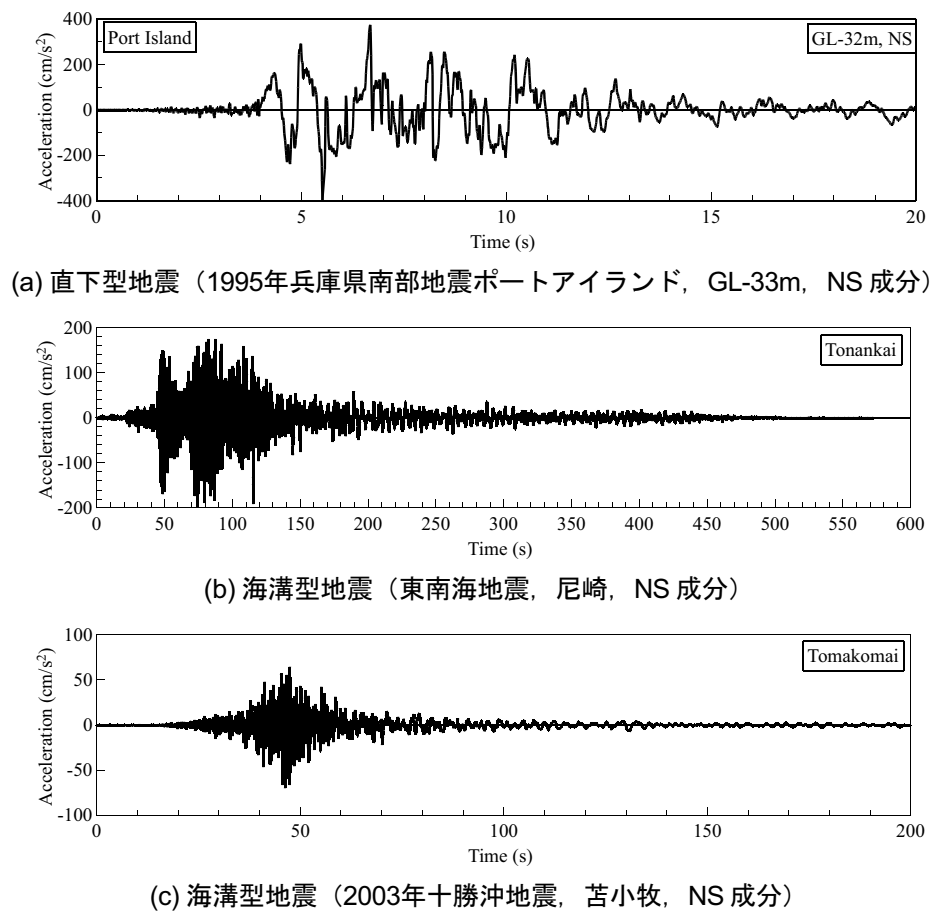 Port Island
GL-32m, NS
Acceleration (cm/s²)
400
200
0
-200
-400
0 5 10 15 20
Time (s)
(a) 直下型地震（1995年兵庫県南部地震ポートアイランド，GL-33m，NS 成分）
Tonankai
Acceleration (cm/s²)
200
100
0
-100
-200
0 50 100 150 200 250 300 350 400 450 500 550 600
Time (s)
(b) 海溝型地震（東南海地震，尼崎，NS 成分）
Tomakomai
Acceleration (cm/s²)
100
50
0
-50
-100
0 50 100 150 200
Time (s)
(c) 海溝型地震（2003年十勝沖地震，苫小牧，NS 成分）